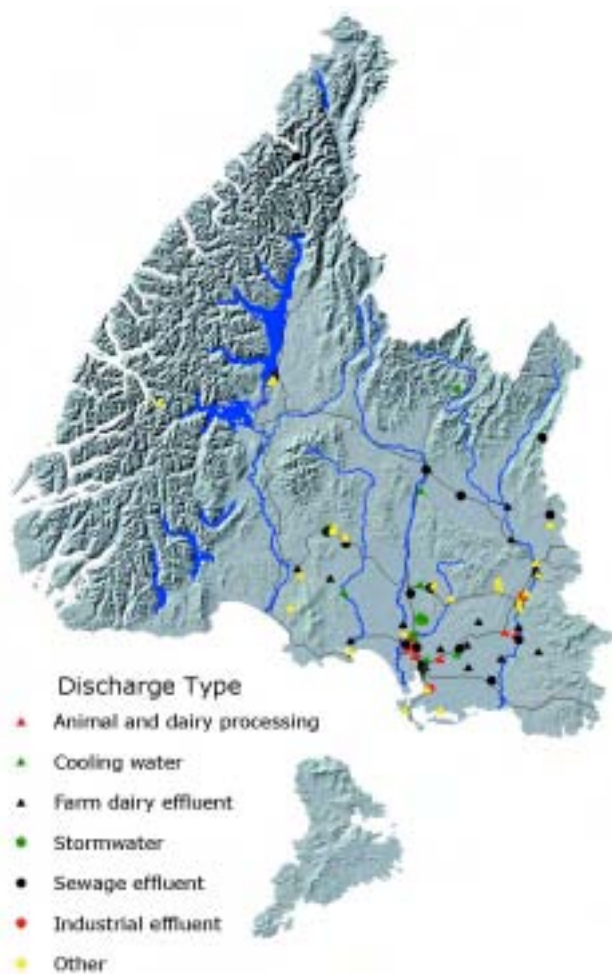 Discharge Type
Animal and dairy processing
Cooling water
Farm dairy effluent
Stormwater
Sewage effluent
Industrial effluent
Other